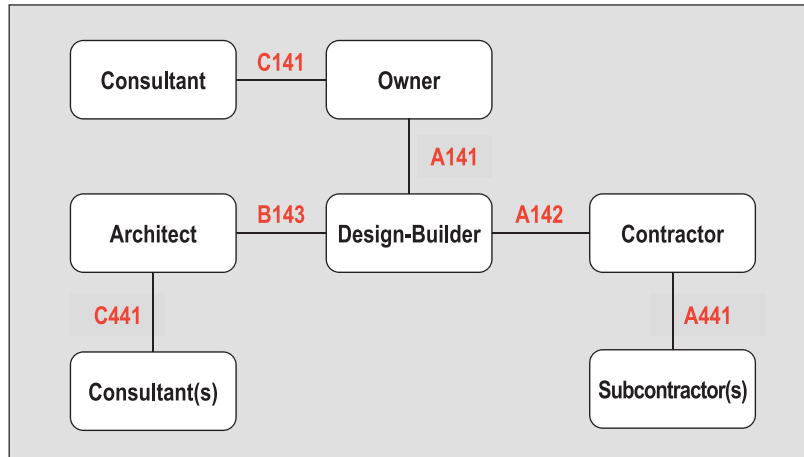 Consultant
C141
Owner
A141
Architect
B143
Design-Builder
A142
Contractor
C441
A441
Consultant(s)
Subcontractor(s)